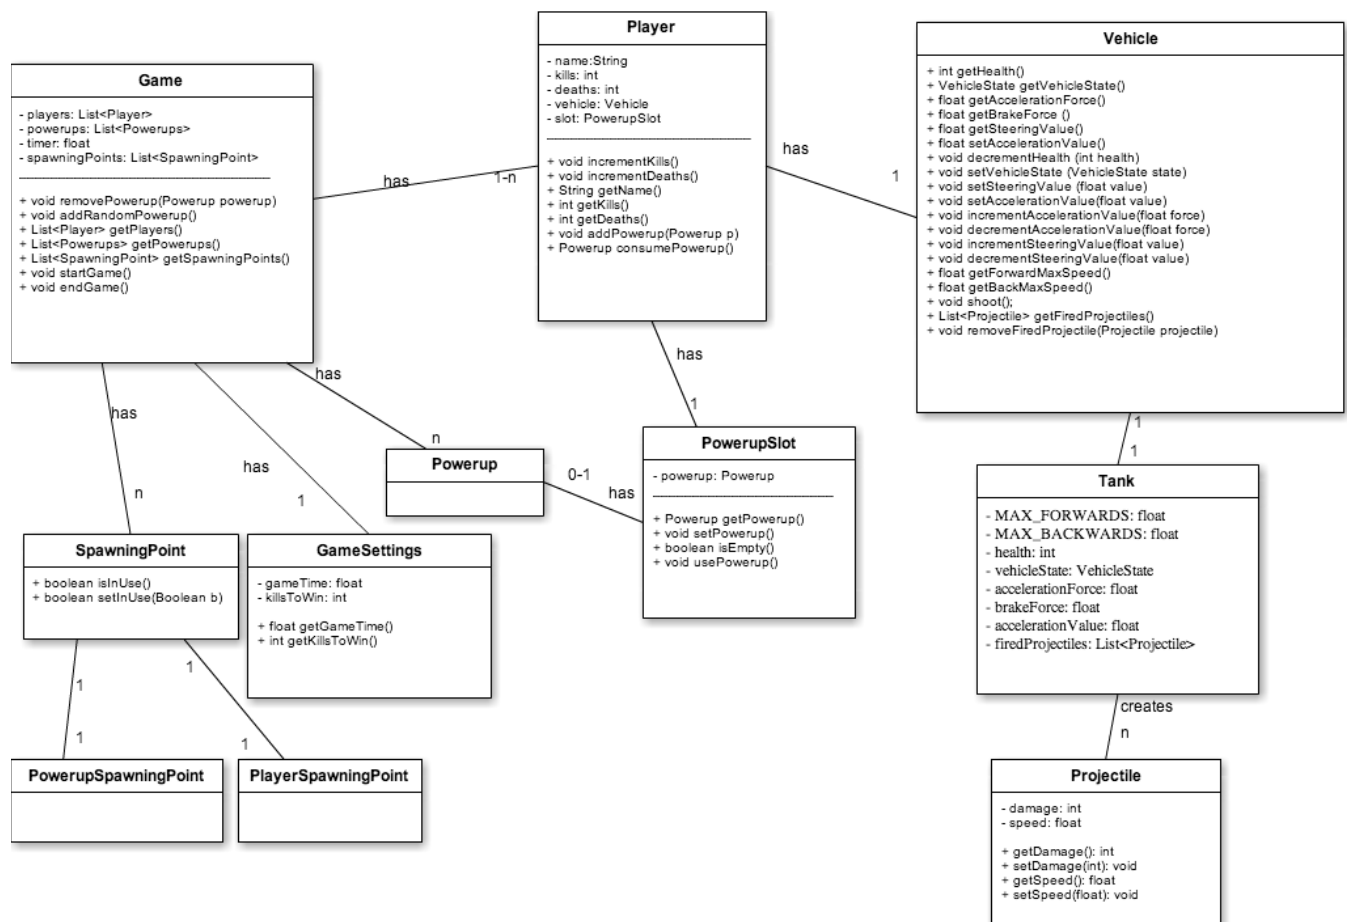 Game
- players: List<Player>
- powerups: List<Powerups>
- timer: float
- spawningPoints: List<SpawningPoint>
+ void removePowerup(Powerup powerup)
+ void addRandomPowerup()
+ List<Player> getPlayers()
+ List<Powerups> getPowerups()
+ List<SpawningPoint> getSpawningPoints()
+ void startGame()
+ void endGame()
has
1-n
Player
- name:String
- kills: int
- deaths: int
- vehicle: Vehicle
- slot: PowerupSlot
+ void incrementKills()
+ void incrementDeaths()
+ String getName()
+ int getKills()
+ int getDeaths()
+ void addPowerup(Powerup p)
+ Powerup consumePowerup()
has
1
Vehicle
+ int getHealth()
+ VehicleState getVehicleState()
+ float getAccelerationForce()
+ float getBrakeForce ()
+ float getSteeringValue()
+ float setAccelerationValue()
+ void decrementHealth (int health)
+ void setVehicleState (VehicleState state)
+ void setSteeringValue (float value)
+ void setAccelerationValue(float value)
+ void incrementAccelerationValue(float force)
+ void decrementAccelerationValue(float force)
+ void incrementSteeringValue(float value)
+ void decrementSteeringValue(float value)
+ float getForwardMaxSpeed()
+ float getBackMaxSpeed()
+ void shoot();
+ List<Projectile> getFiredProjectiles()
+ void removeFiredProjectile(Projectile projectile)
has
n
has
1
has
n
has
1
Powerup
0-1
has
PowerupSlot
- powerup: Powerup
+ Powerup getPowerup()
+ void setPowerup()
+ boolean isEmpty()
+ void usePowerup()
1
1
Tank
- MAX_FORWARDS: float
- MAX_BACKWARDS: float
- health: int
- vehicleState: VehicleState
- accelerationForce: float
- brakeForce: float
- accelerationValue: float
- firedProjectiles: List<Projectile>
SpawningPoint
+ boolean isInUse()
+ boolean setInUse(Boolean b)
GameSettings
- gameTime: float
- killsToWin: int
+ float getGameTime()
+ int getKillsToWin()
1
1
1
1
PowerupSpawningPoint
PlayerSpawningPoint
creates
n
Projectile
- damage: int
- speed: float
+ getDamage(): int
+ setDamage(int): void
+ getSpeed(): float
+ setSpeed(float): void